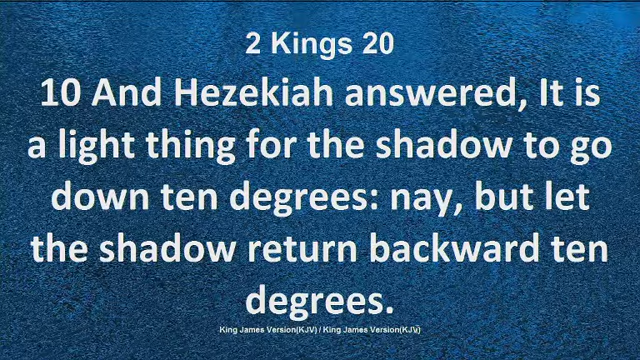 2 Kings 20
10 And Hezekiah answered, It is
a light thing for the shadow to go
down ten degrees: nay, but let
the shadow return backward ten
degrees.
King James Version(KJV) / King James Version(KJV)